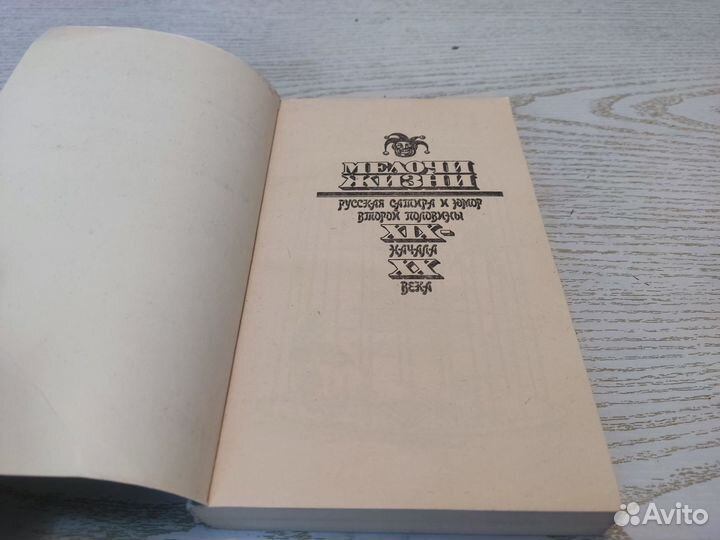 МЕЛОЧИ
ЖИЗНИ
РУССКАЯ САТИРА И ЮМОР
ВТОРОЙ ПОЛОВИНЫ
XIX-
НАЧАЛА
XX
ВЕКА
Avito